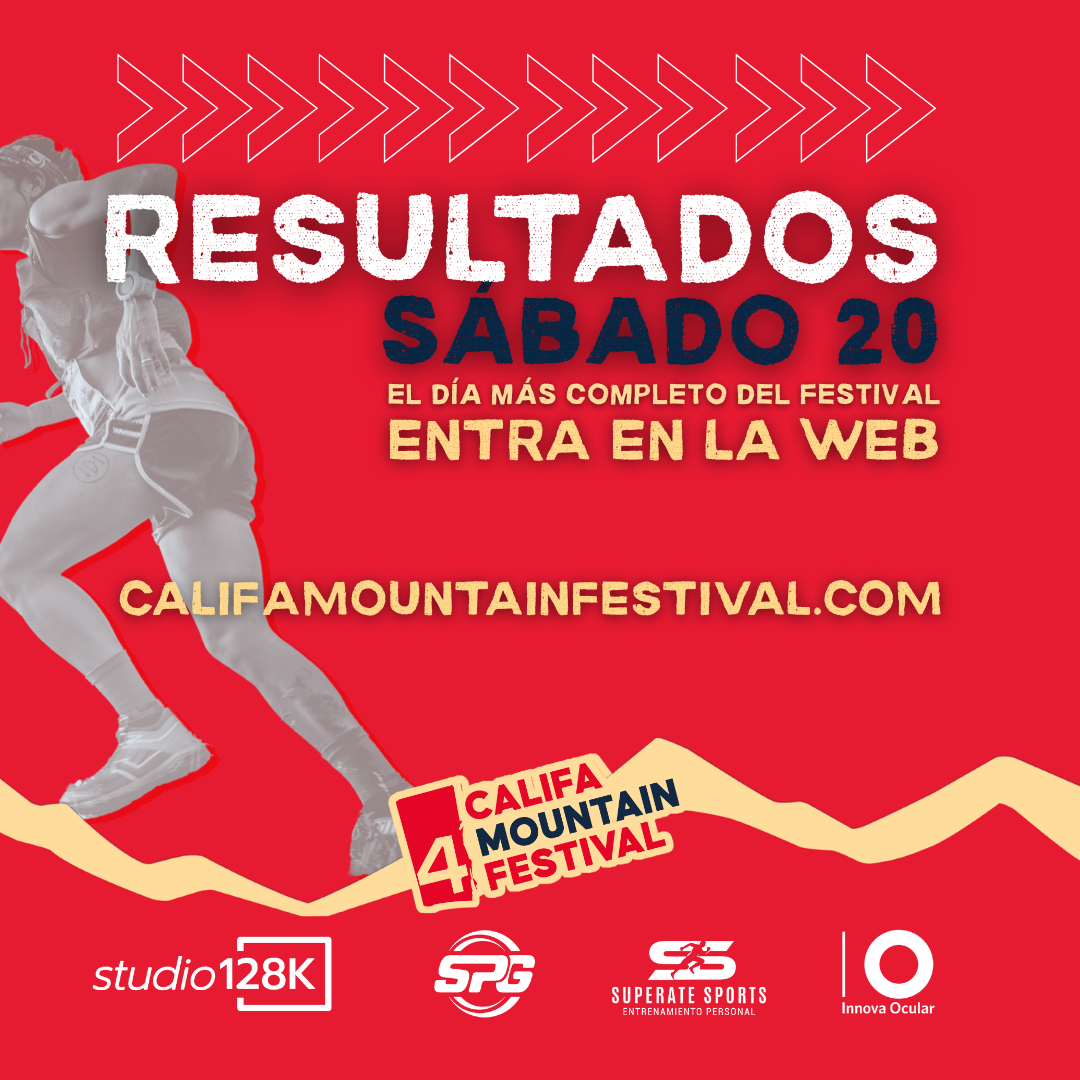 RESULTADOS
SÁBADO 20
EL DÍA MÁS COMPLETO DEL FESTIVAL
ENTRA EN LA WEB
CALIFAMOUNTAINFESTIVAL.COM
4
CALIFA
MOUNTAIN
FESTIVAL
studio128K
SPG
SS
SUPERATE SPORTS
ENTRENAMIENTO PERSONAL
Innova Ocular